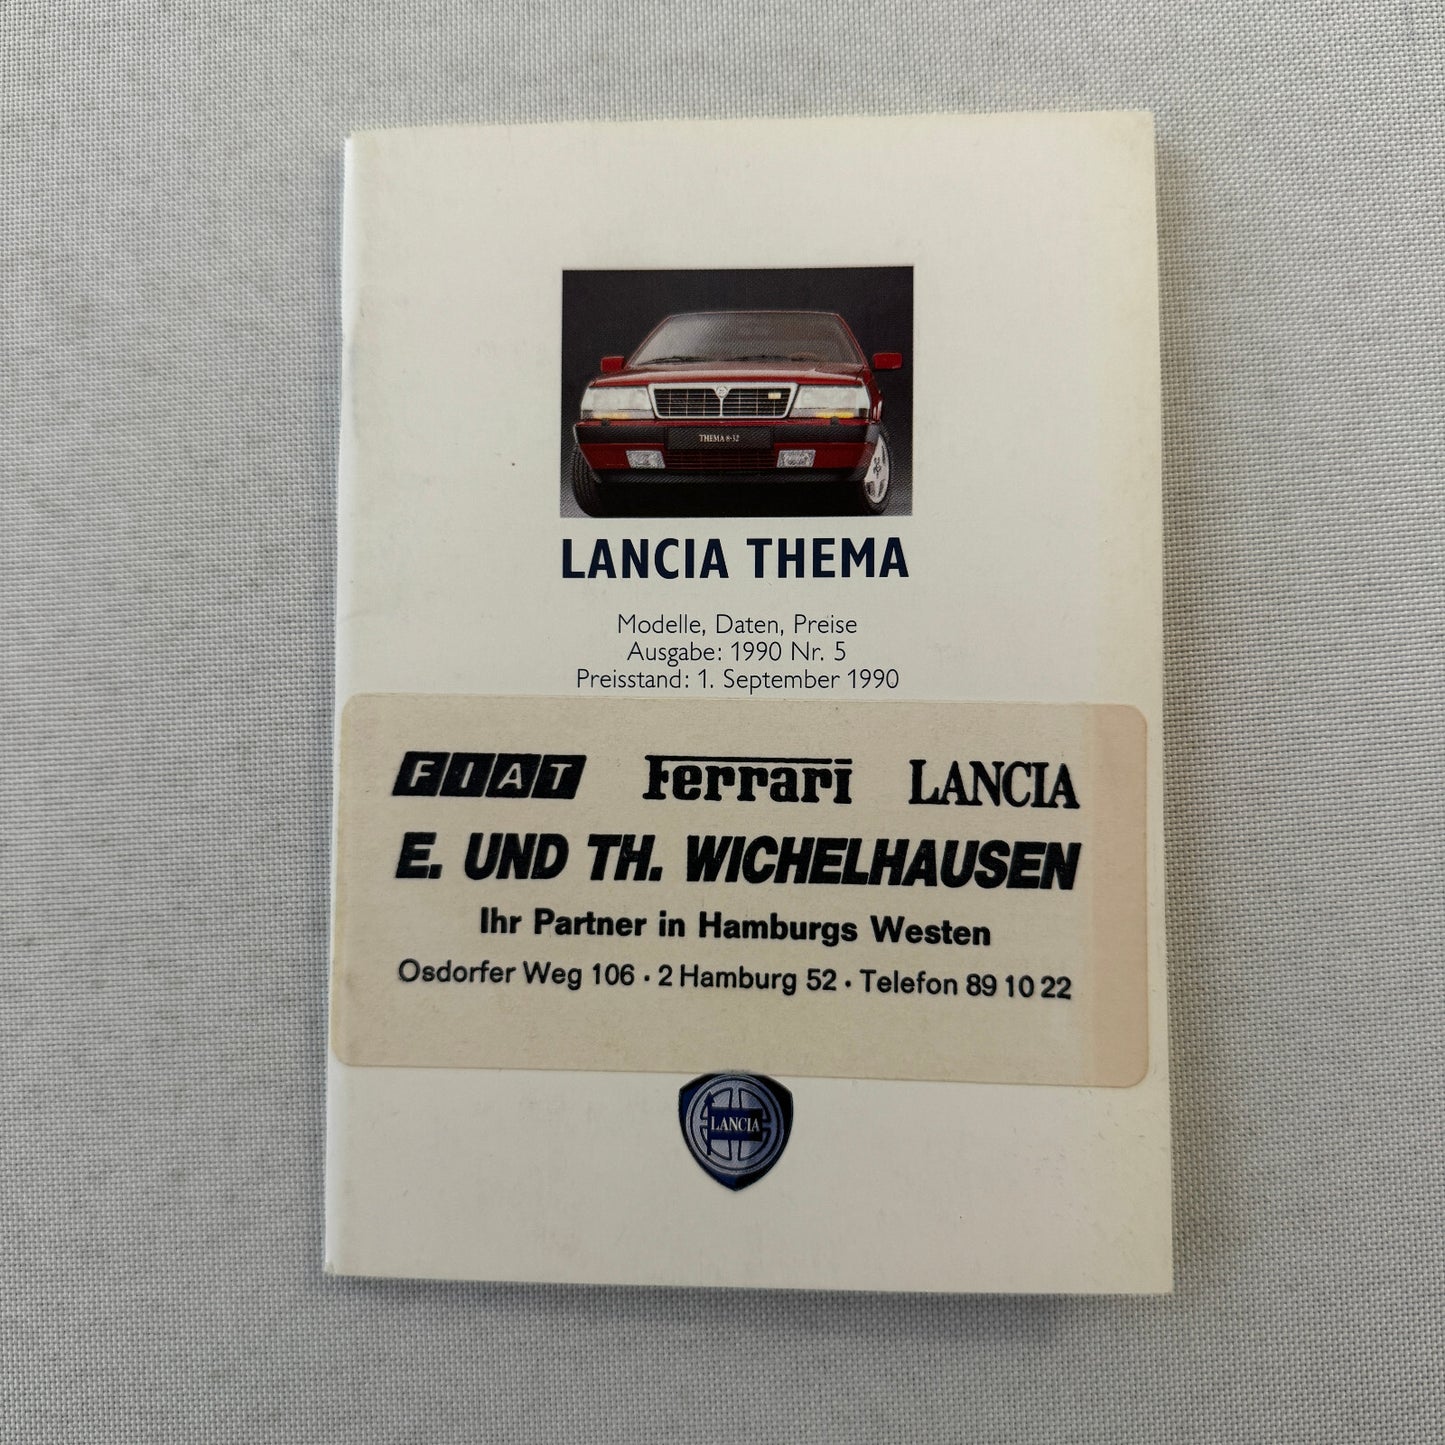 THEMA 8·32
LANCIA THEMA
Modelle, Daten, Preise
Ausgabe: 1990 Nr. 5
Preisstand: 1. September 1990
FIAT Ferrari LANCIA
E. UND TH. WICHELHAUSEN
Ihr Partner in Hamburgs Westen
Osdorfer Weg 106 · 2 Hamburg 52 · Telefon 89 10 22
LANCIA